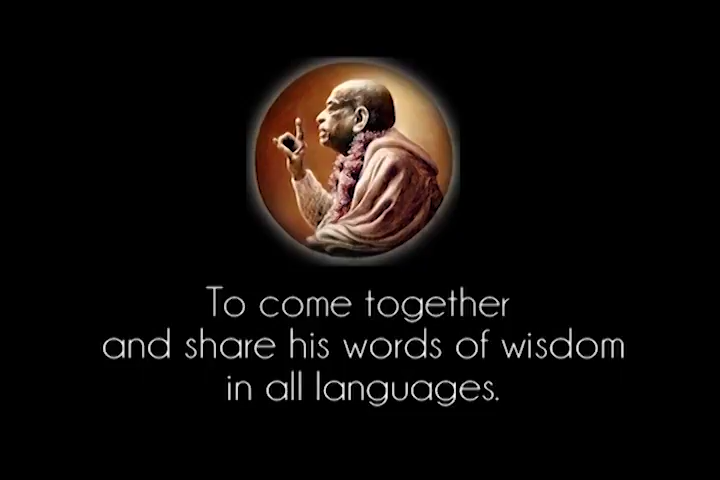 To come together
and share his words of wisdom
in all languages.